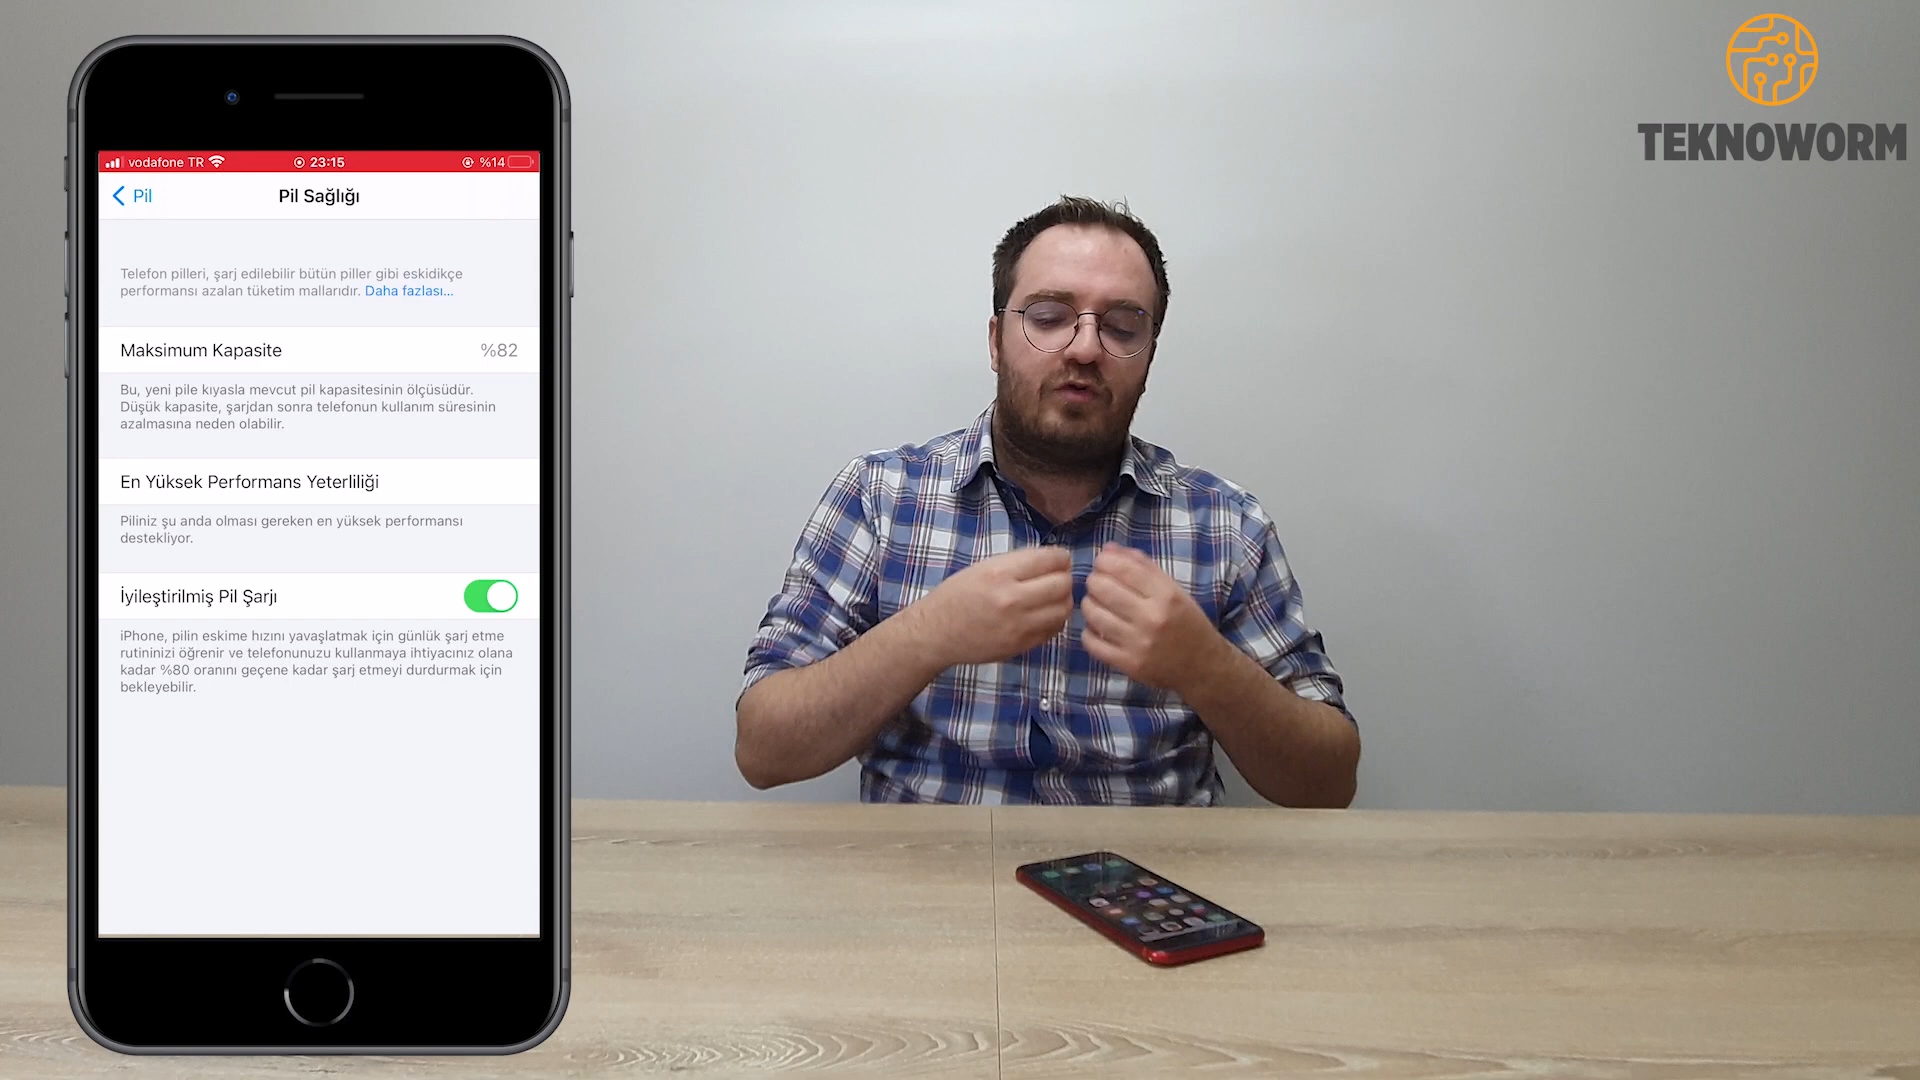 vodafone TR 23:15 %14
Pil
Pil Sağlığı
Telefon pilleri, şarj edilebilir bütün piller gibi eskidikçe
performansı azalan tüketim mallarıdır. Daha fazlası...
Maksimum Kapasite %82
Bu, yeni pile kıyasla mevcut pil kapasitesinin ölçüsüdür.
Düşük kapasite, şarjdan sonra telefonun kullanım süresinin
azalmasına neden olabilir.
En Yüksek Performans Yeterliliği
Piliniz şu anda olması gereken en yüksek performansı
destekliyor.
İyileştirilmiş Pil Şarjı
iPhone, pilin eskime hızını yavaşlatmak için günlük şarj etme
rutininizi öğrenir ve telefonunuzu kullanmaya ihtiyacınız olana
kadar %80 oranını geçene kadar şarj etmeyi durdurmak için
bekleyebilir.
TEKNOWORM